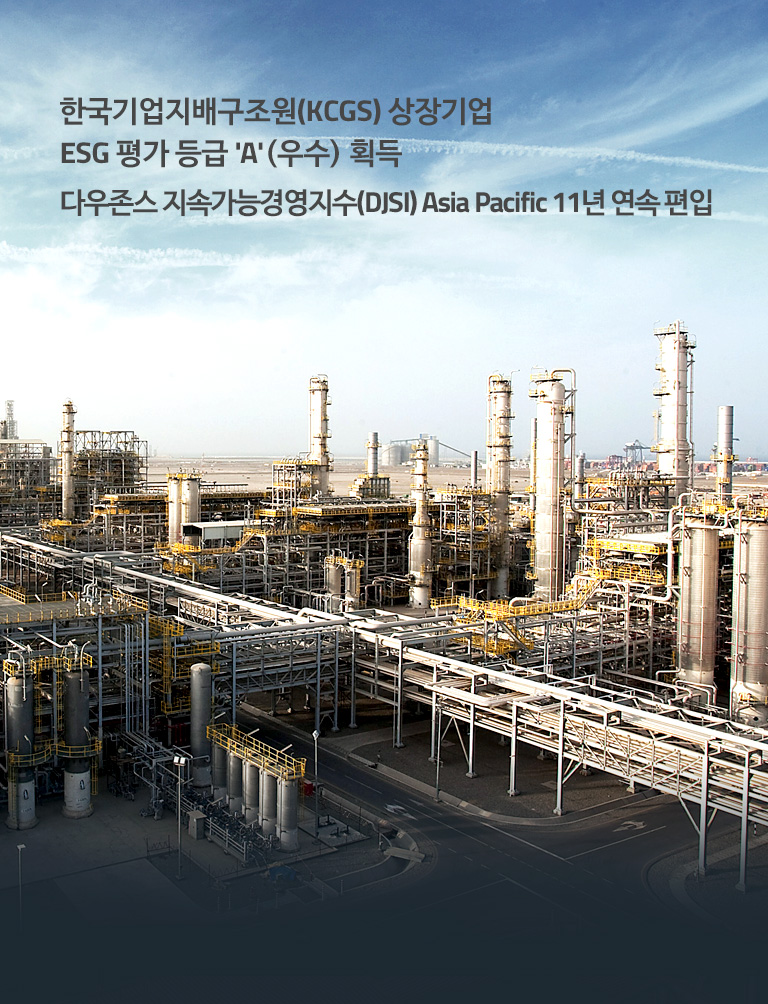 한국기업지배구조원(KCGS) 상장기업
ESG 평가 등급 'A' (우수) 획득
다우존스 지속가능경영지수(DJSI) Asia Pacific 11년 연속 편입